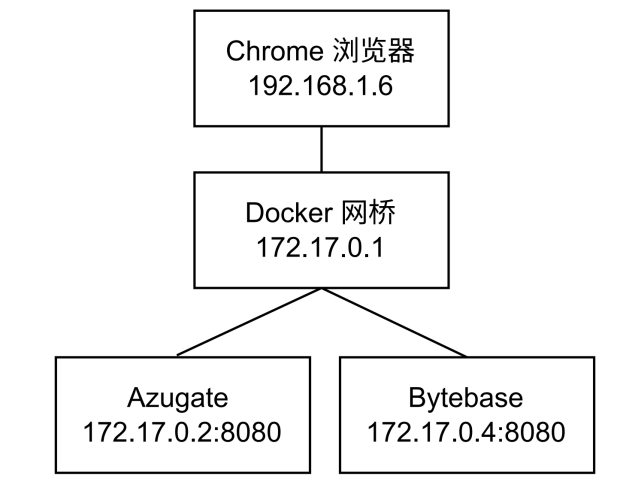 Chrome 浏览器
192.168.1.6
Docker 网桥
172.17.0.1
Azugate
172.17.0.2:8080
Bytebase
172.17.0.4:8080